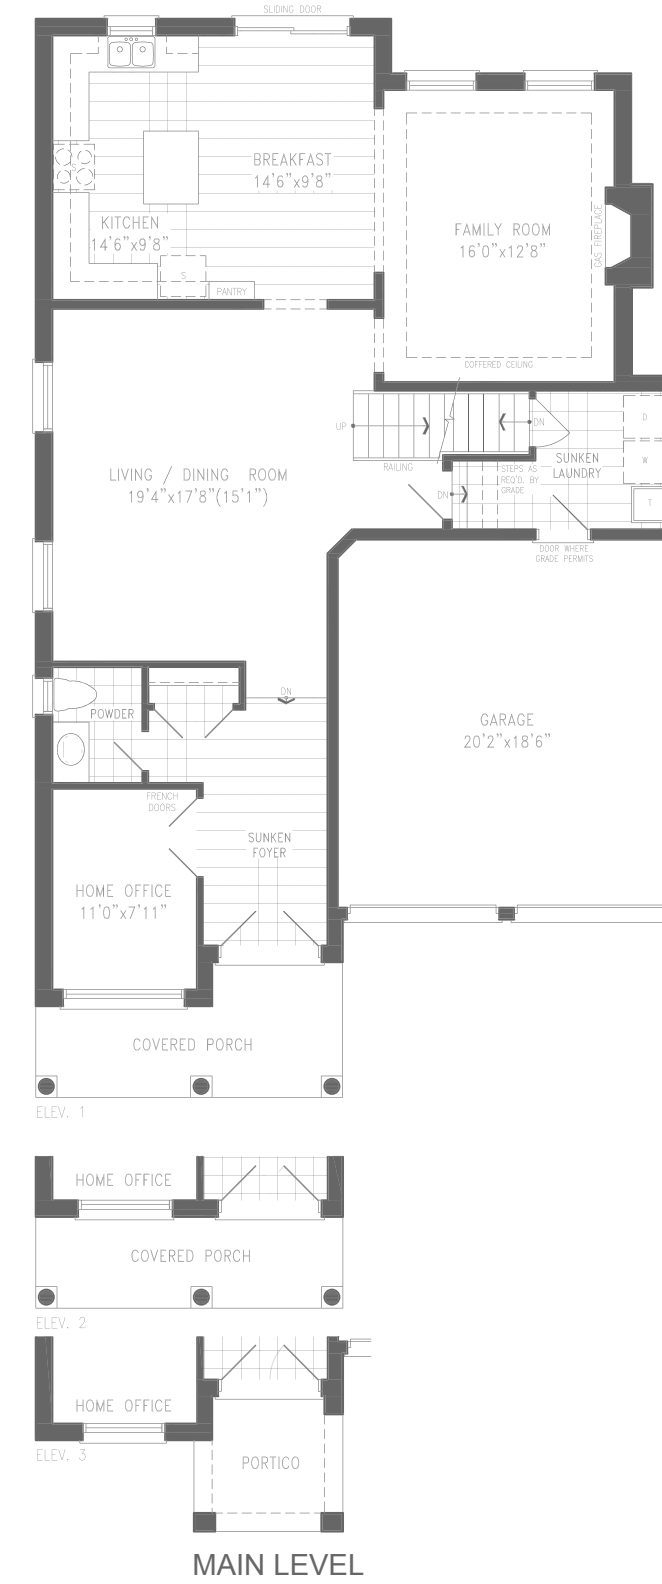 SLIDING DOOR
BREAKFAST
14'6"x9'8"
KITCHEN
14'6"x9'8"
FAMILY ROOM
16'0"x12'8"
GAS FIREPLACE
S
PANTRY
COFFERED CEILING
UP
DN
D
RAILING
SUNKEN
LAUNDRY
W
STEPS AS
REQ'D. BY
GRADE
LIVING / DINING ROOM
19'4"x17'8"(15'1")
DN
T
DOOR WHERE
GRADE PERMITS
DN
POWDER
GARAGE
20'2"x18'6"
FRENCH
DOORS
SUNKEN
FOYER
HOME OFFICE
11'0"x7'11"
COVERED PORCH
ELEV. 1
HOME OFFICE
COVERED PORCH
ELEV. 2
HOME OFFICE
ELEV. 3
PORTICO
MAIN LEVEL